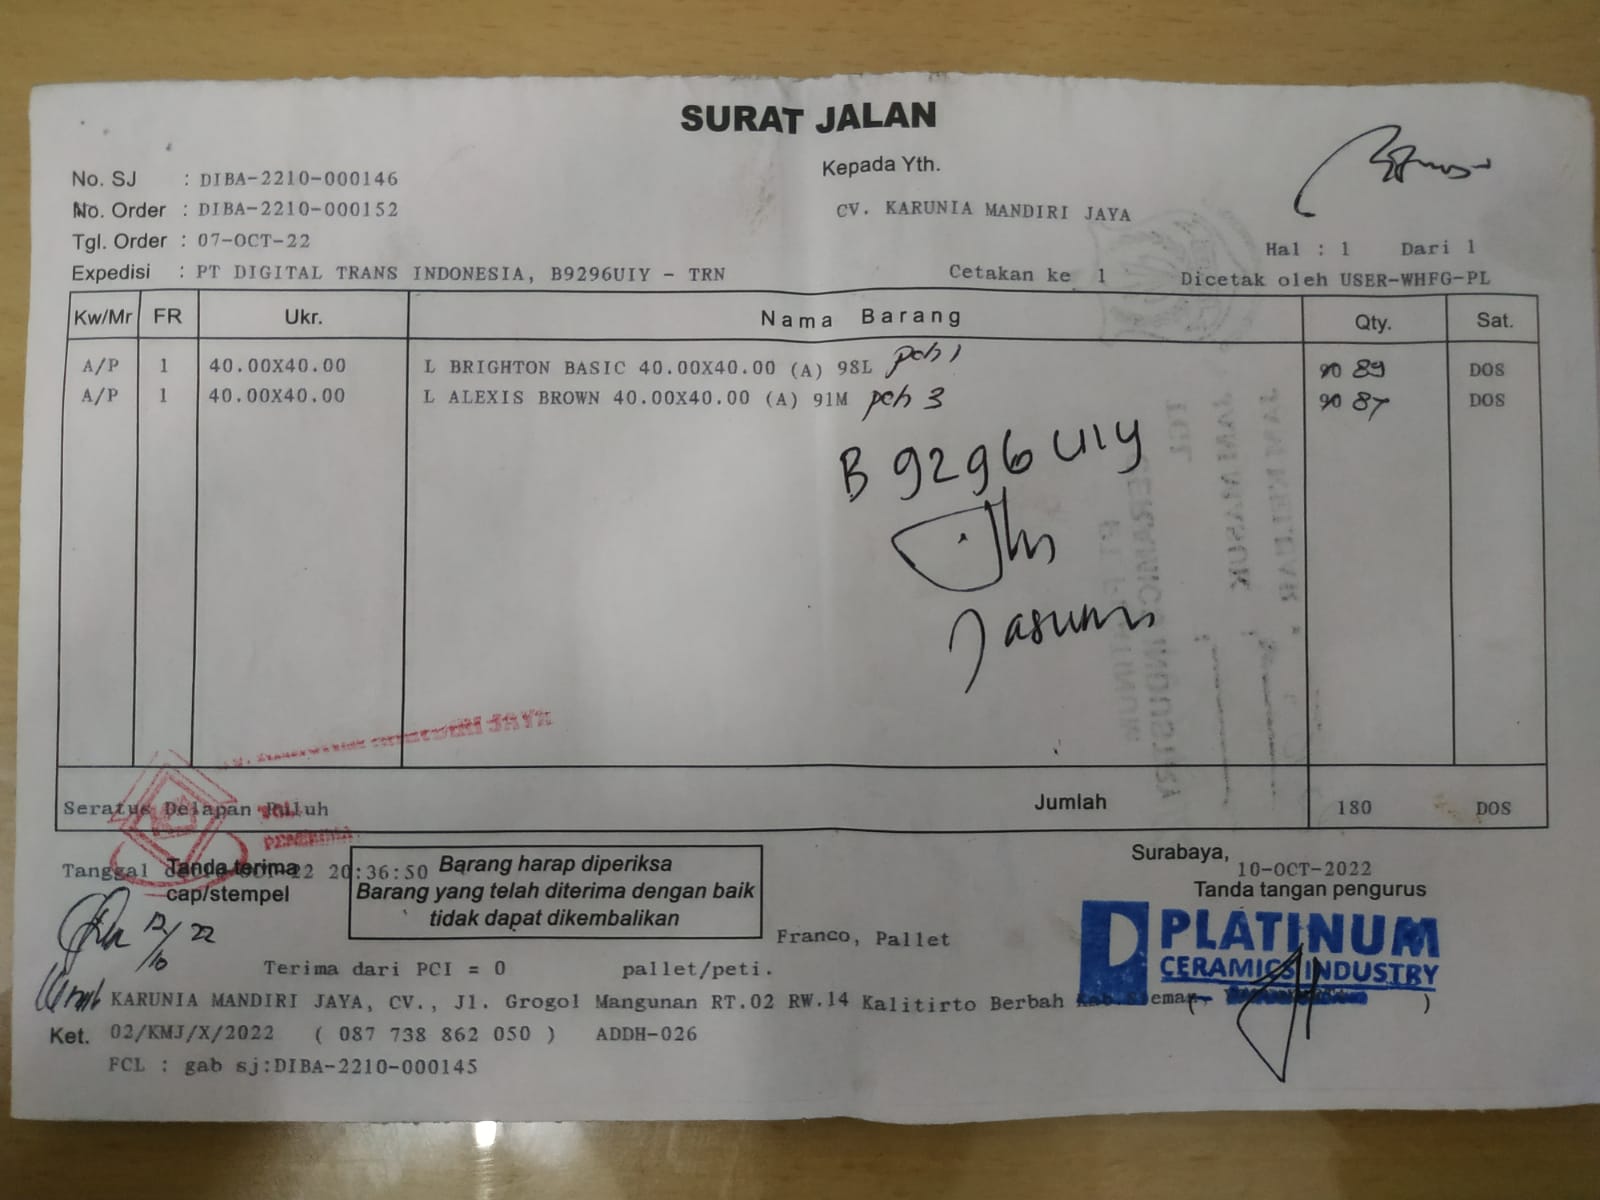 SURAT JALAN
No. SJ : DIBA-2210-000146
No. Order : DIBA-2210-000152
Tgl. Order : 07-OCT-22
Expedisi : PT DIGITAL TRANS INDONESIA, B9296UIY - TRN
Kepada Yth.
CV. KARUNIA MANDIRI JAYA
Hal : 1 Dari 1
Cetakan ke 1 Dicetak oleh USER-WHFG-PL
Kw/Mr FR Ukr. Nama Barang Qty. Sat.
A/P 1 40.00X40.00 L BRIGHTON BASIC 40.00X40.00 (A) 98L pch 1 90 89 DOS
A/P 1 40.00X40.00 L ALEXIS BROWN 40.00X40.00 (A) 91M pch 3 90 87 DOS
B 9296 UIY
Seratus Delapan Puluh Jumlah 180 DOS
Tanggal 20:36:50
Tanda terima
cap/stempel
12/10 22
Barang harap diperiksa
Barang yang telah diterima dengan baik
tidak dapat dikembalikan
Franco, Pallet
Surabaya,
10-OCT-2022
Tanda tangan pengurus
PLATINUM
CERAMICS INDUSTRY
Terima dari PCI = 0 pallet/peti.
KARUNIA MANDIRI JAYA, CV., Jl. Grogol Mangunan RT.02 RW.14 Kalitirto Berbah Kab.Sleman-
Ket. 02/KMJ/X/2022 ( 087 738 862 050 ) ADDH-026
FCL : gab sj:DIBA-2210-000145